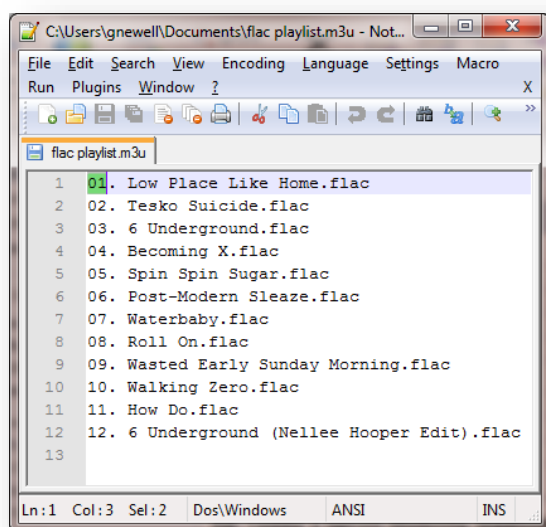 C:\Users\gnewell\Documents\flac playlist.m3u - Not...
File Edit Search View Encoding Language Settings Macro
Run Plugins Window ? X
flac playlist.m3u
1 01. Low Place Like Home.flac
2 02. Tesko Suicide.flac
3 03. 6 Underground.flac
4 04. Becoming X.flac
5 05. Spin Spin Sugar.flac
6 06. Post-Modern Sleaze.flac
7 07. Waterbaby.flac
8 08. Roll On.flac
9 09. Wasted Early Sunday Morning.flac
10 10. Walking Zero.flac
11 11. How Do.flac
12 12. 6 Underground (Nellee Hooper Edit).flac
13
Ln:1 Col:3 Sel:2 Dos\Windows ANSI INS